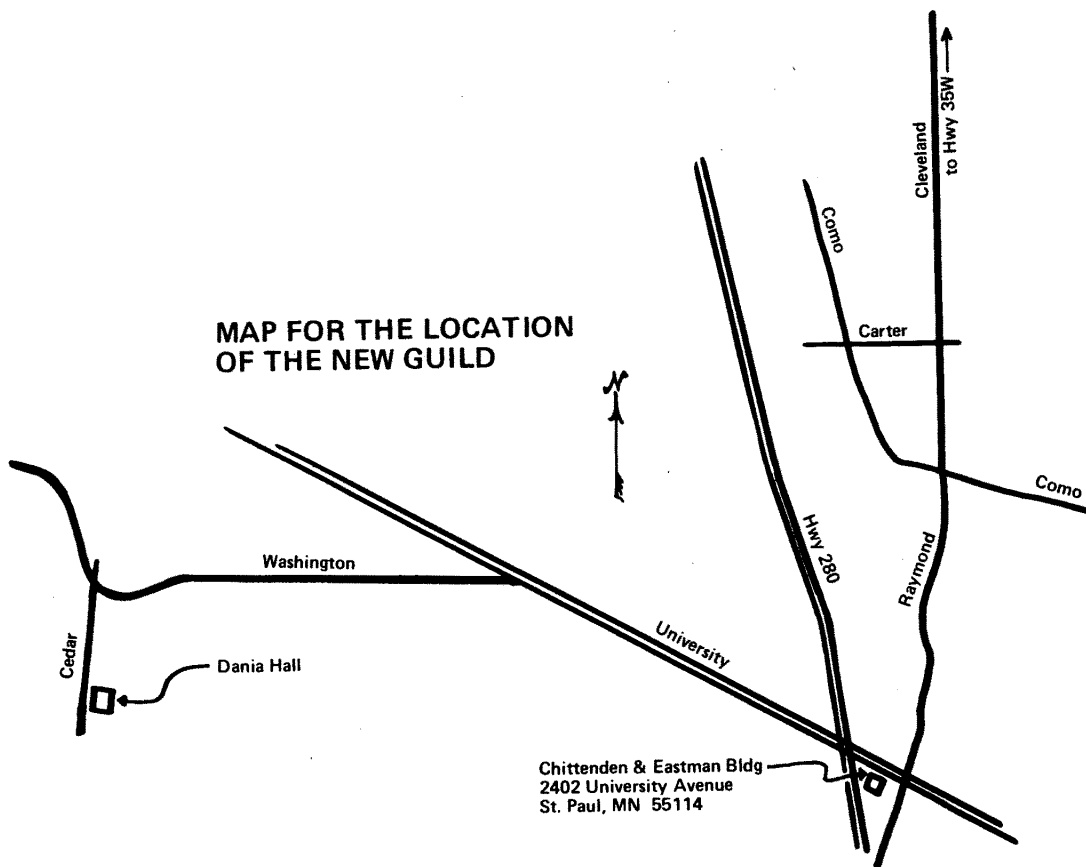 Cleveland
to Hwy 35W
Como
Carter
MAP FOR THE LOCATION
OF THE NEW GUILD
N
Como
Hwy 280
Raymond
Washington
University
Cedar
Dania Hall
Chittenden & Eastman Bldg
2402 University Avenue
St. Paul, MN 55114